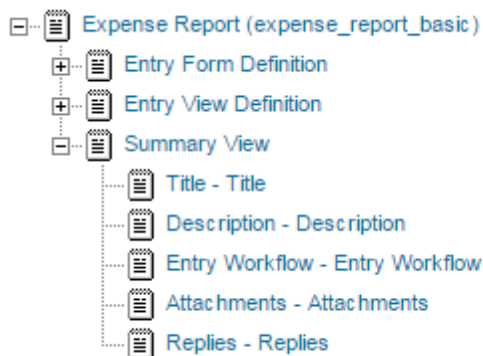 Expense Report (expense_report_basic)
Entry Form Definition
Entry View Definition
Summary View
Title - Title
Description - Description
Entry Workflow - Entry Workflow
Attachments - Attachments
Replies - Replies